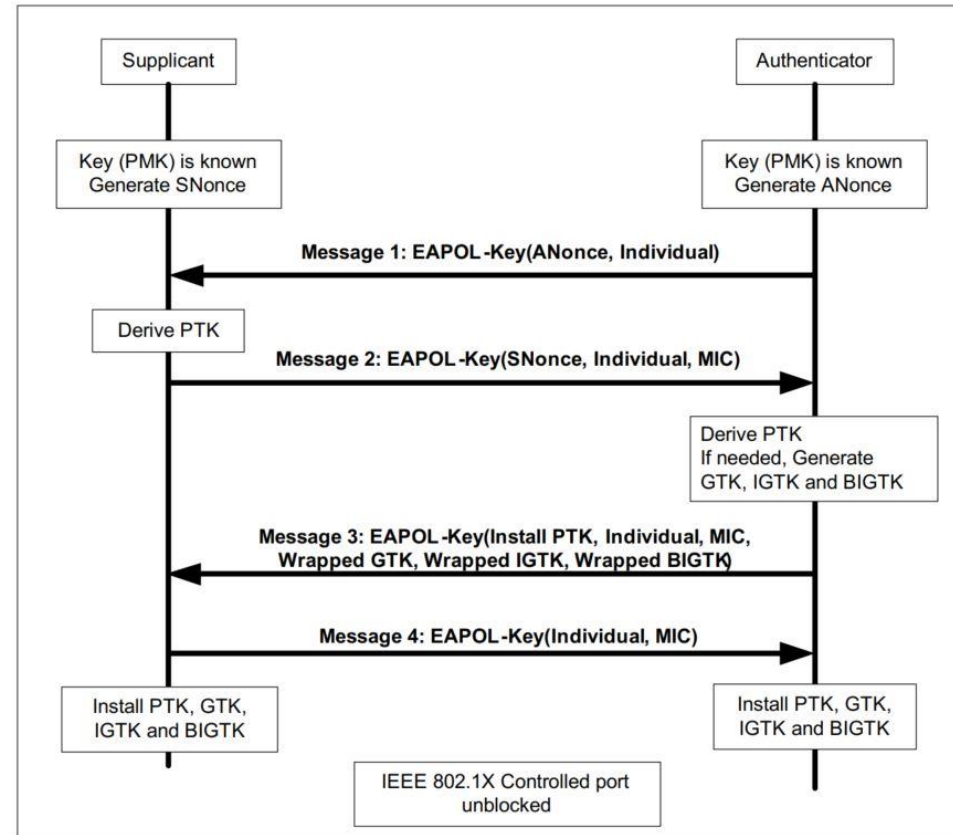 Supplicant
Authenticator
Key (PMK) is known
Generate SNonce
Key (PMK) is known
Generate ANonce
Message 1: EAPOL-Key(ANonce, Individual)
Derive PTK
Message 2: EAPOL-Key(SNonce, Individual, MIC)
Derive PTK
If needed, Generate
GTK, IGTK and BIGTK
Message 3: EAPOL-Key(Install PTK, Individual, MIC,
Wrapped GTK, Wrapped IGTK, Wrapped BIGTK)
Message 4: EAPOL-Key(Individual, MIC)
Install PTK, GTK,
IGTK and BIGTK
Install PTK, GTK,
IGTK and BIGTK
IEEE 802.1X Controlled port
unblocked